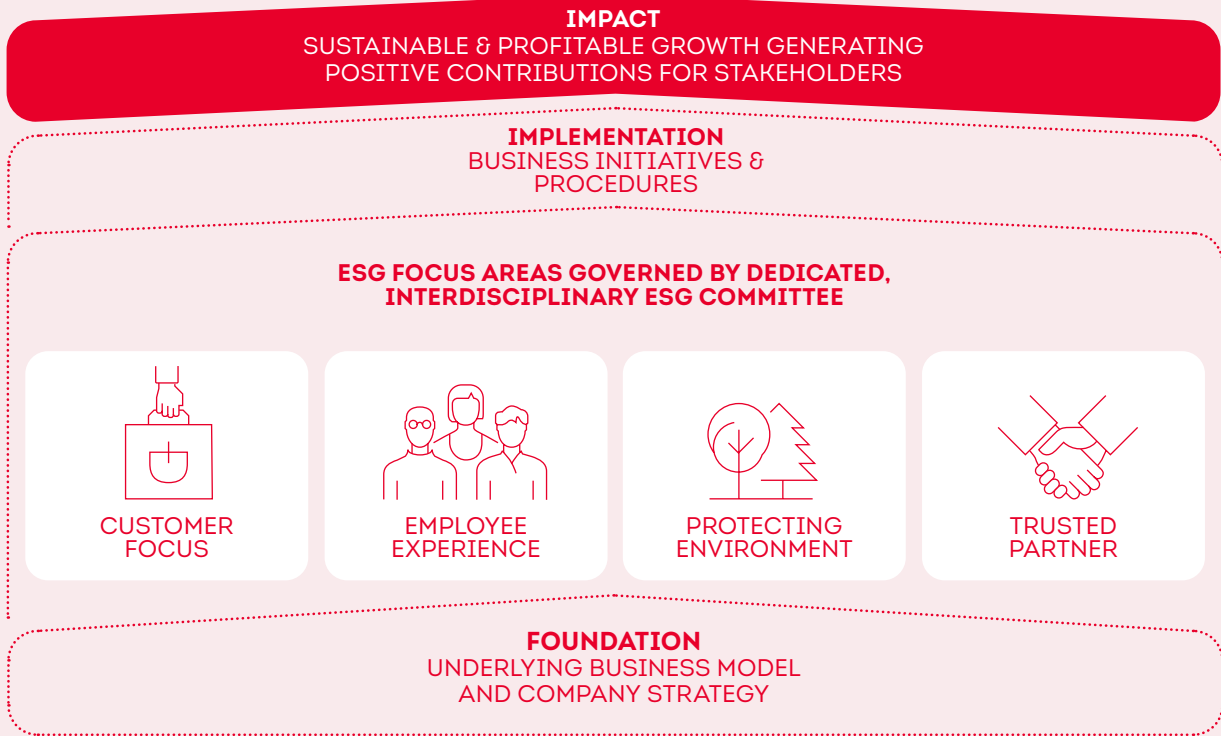 IMPACT
SUSTAINABLE & PROFITABLE GROWTH GENERATING
POSITIVE CONTRIBUTIONS FOR STAKEHOLDERS
IMPLEMENTATION
BUSINESS INITIATIVES &
PROCEDURES
ESG FOCUS AREAS GOVERNED BY DEDICATED,
INTERDISCIPLINARY ESG COMMITTEE
CUSTOMER
FOCUS
EMPLOYEE
EXPERIENCE
PROTECTING
ENVIRONMENT
TRUSTED
PARTNER
FOUNDATION
UNDERLYING BUSINESS MODEL
AND COMPANY STRATEGY